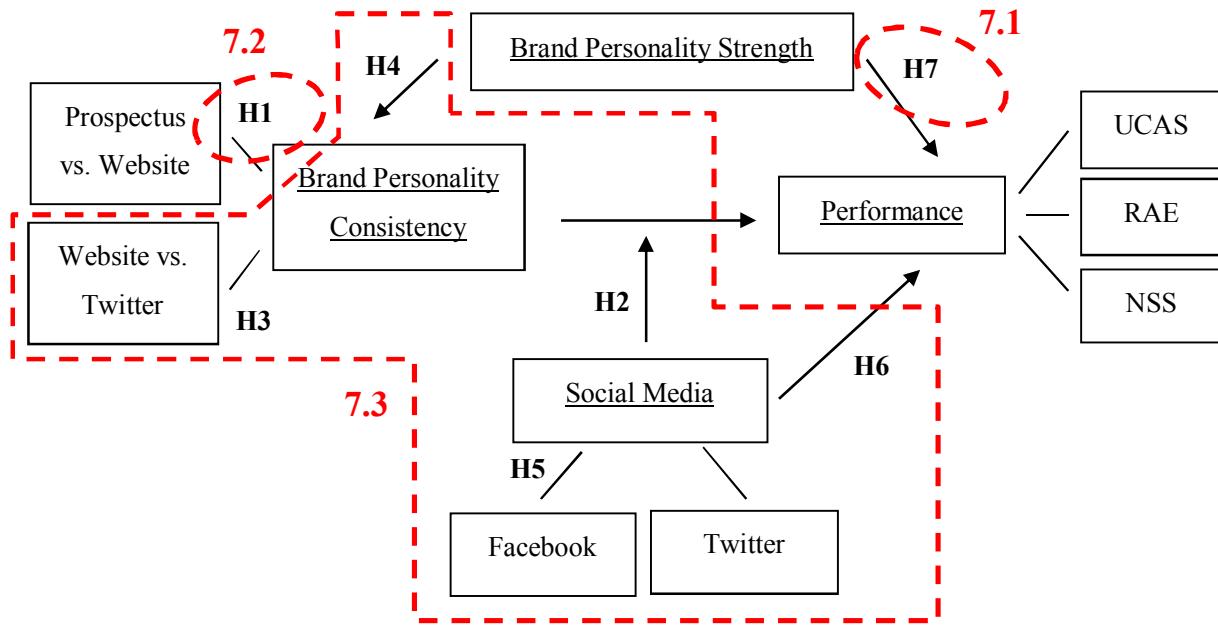 7.2
Brand Personality Strength
7.1
H4
H7
Prospectus
vs. Website
H1
UCAS
Brand Personality
Consistency
Performance
RAE
Website vs.
Twitter
H3
H2
NSS
H6
7.3
Social Media
H5
Facebook
Twitter